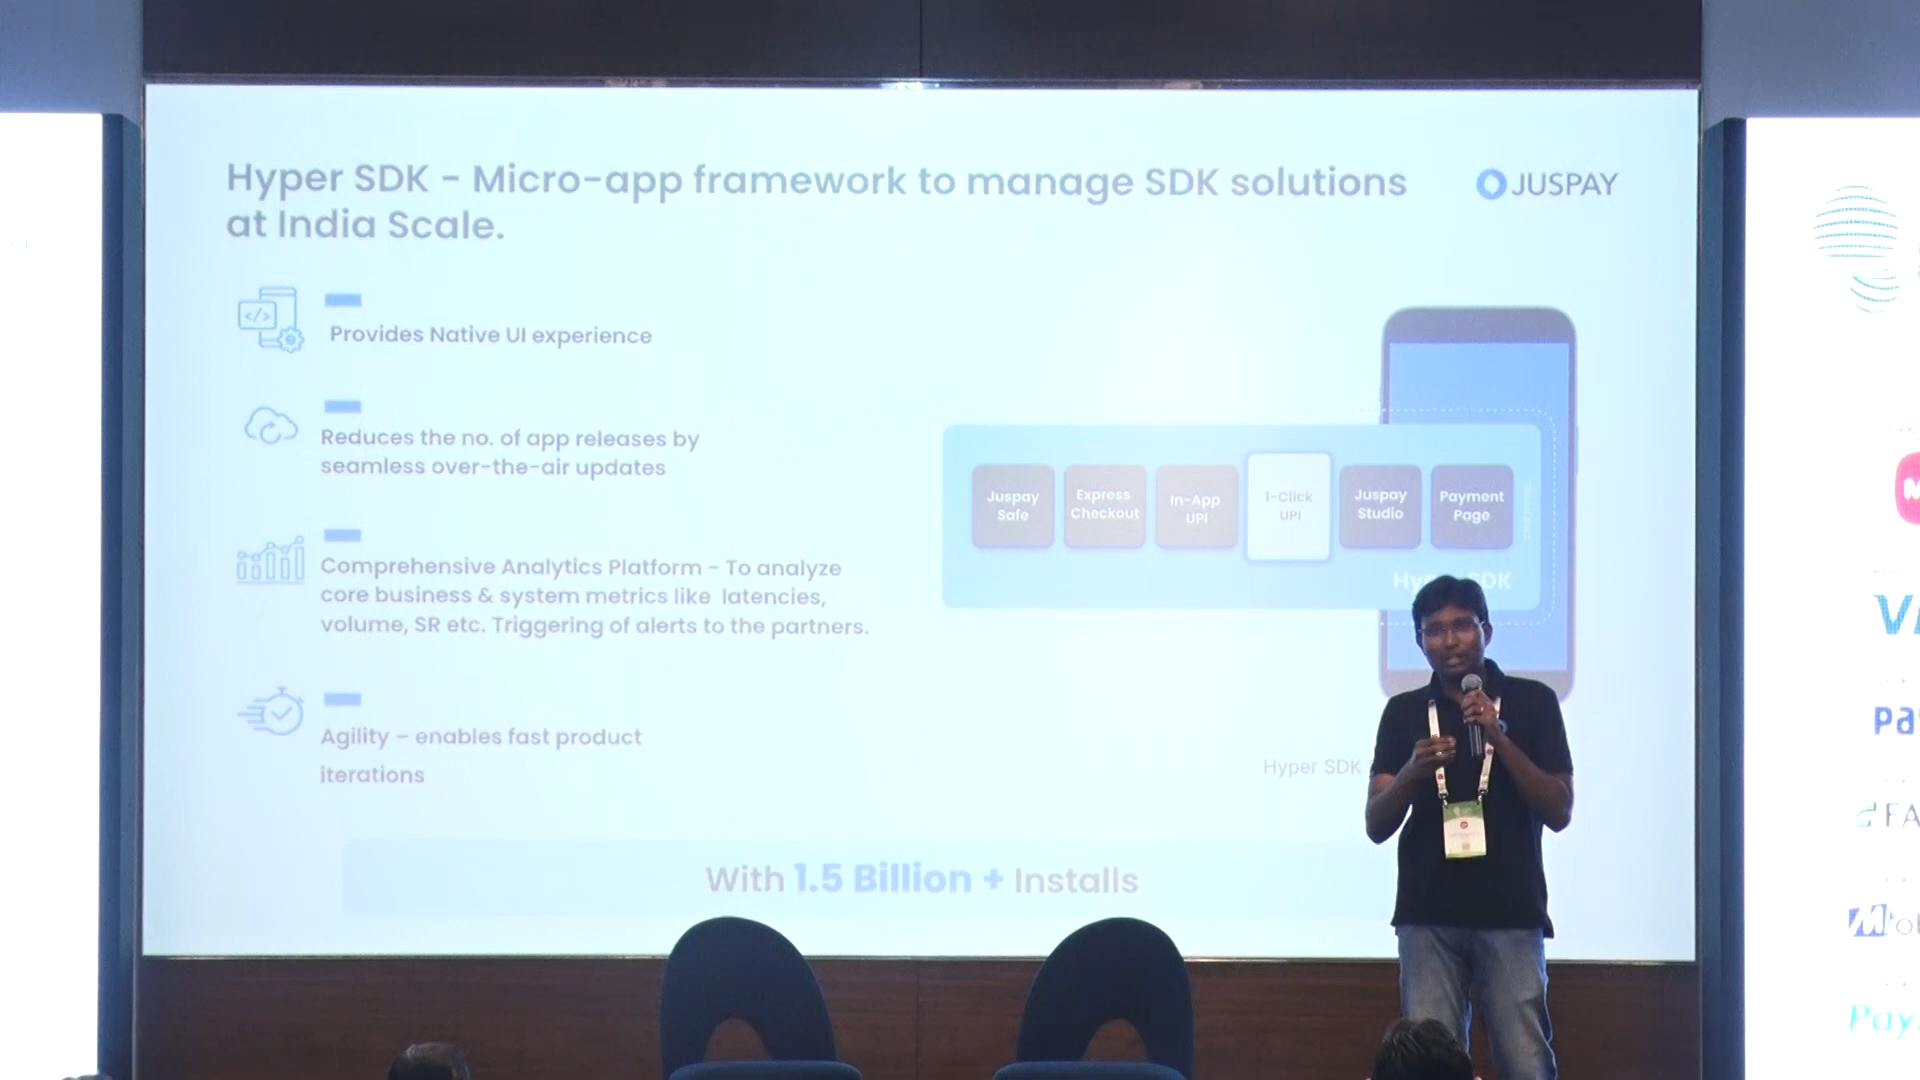 Hyper SDK - Micro-app framework to manage SDK solutions
at India Scale.
JUSPAY
</>
Provides Native UI experience
Reduces the no. of app releases by
seamless over-the-air updates
Comprehensive Analytics Platform - To analyze
core business & system metrics like latencies,
volume, SR etc. Triggering of alerts to the partners.
Agility – enables fast product
iterations
Juspay
Safe
Express
Checkout
In-App
UPI
1-Click
UPI
Juspay
Studio
Payment
Page
SDK
Hyper SDK
With 1.5 Billion + Installs